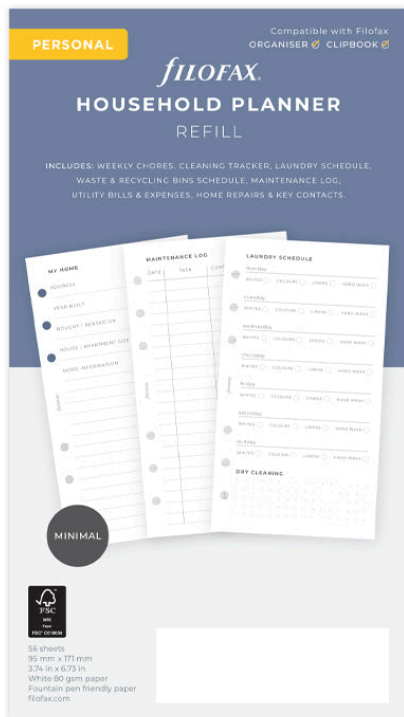 PERSONAL
Compatible with Filofax
ORGANISER CLIPBOOK
fILOFAX.
HOUSEHOLD PLANNER
REFILL
INCLUDES: WEEKLY CHORES, CLEANING TRACKER, LAUNDRY SCHEDULE,
WASTE & RECYCLING BINS SCHEDULE, MAINTENANCE LOG,
UTILITY BILLS & EXPENSES, HOME REPAIRS & KEY CONTACTS.
MY HOME
ADDRESS
YEAR BUILT
BOUGHT / RENTED ON
HOUSE / APARTMENT SIZE
MORE INFORMATION
filofax
MAINTENANCE LOG
DATE TASK
filofax
LAUNDRY SCHEDULE
monday
WHITES COLOURS LINENS HAND WASH
tuesday
WHITES COLOURS LINENS HAND WASH
wednesday
WHITES COLOURS LINENS HAND WASH
thursday
WHITES COLOURS LINENS HAND WASH
friday
WHITES COLOURS LINENS HAND WASH
saturday
WHITES COLOURS LINENS HAND WASH
sunday
WHITES COLOURS LINENS HAND WASH
DRY CLEANING
filofax
MINIMAL
FSC
MIX
Paper
56 sheets
95 mm x 171 mm
3.74 in x 6.73 in
White 80 gsm paper
Fountain pen friendly paper
filofax.com